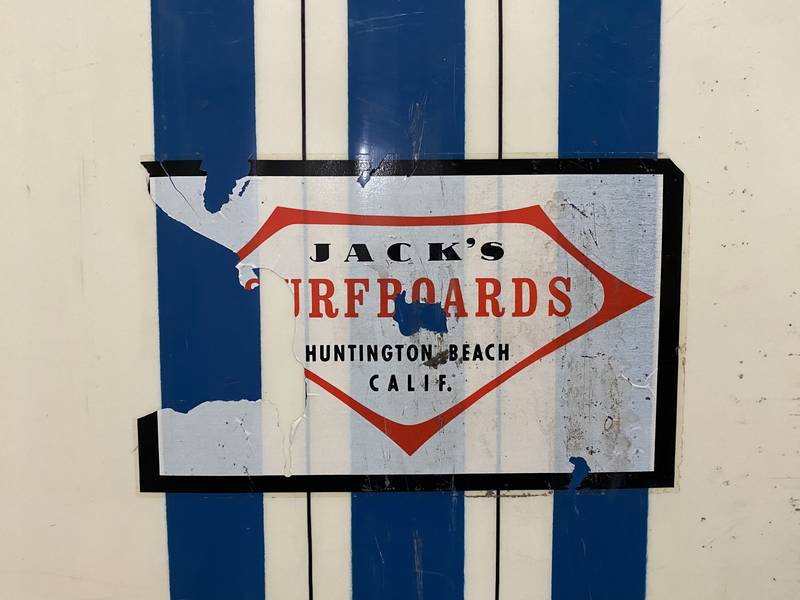 JACK'S
SURFBOARDS
HUNTINGTON BEACH
CALIF.